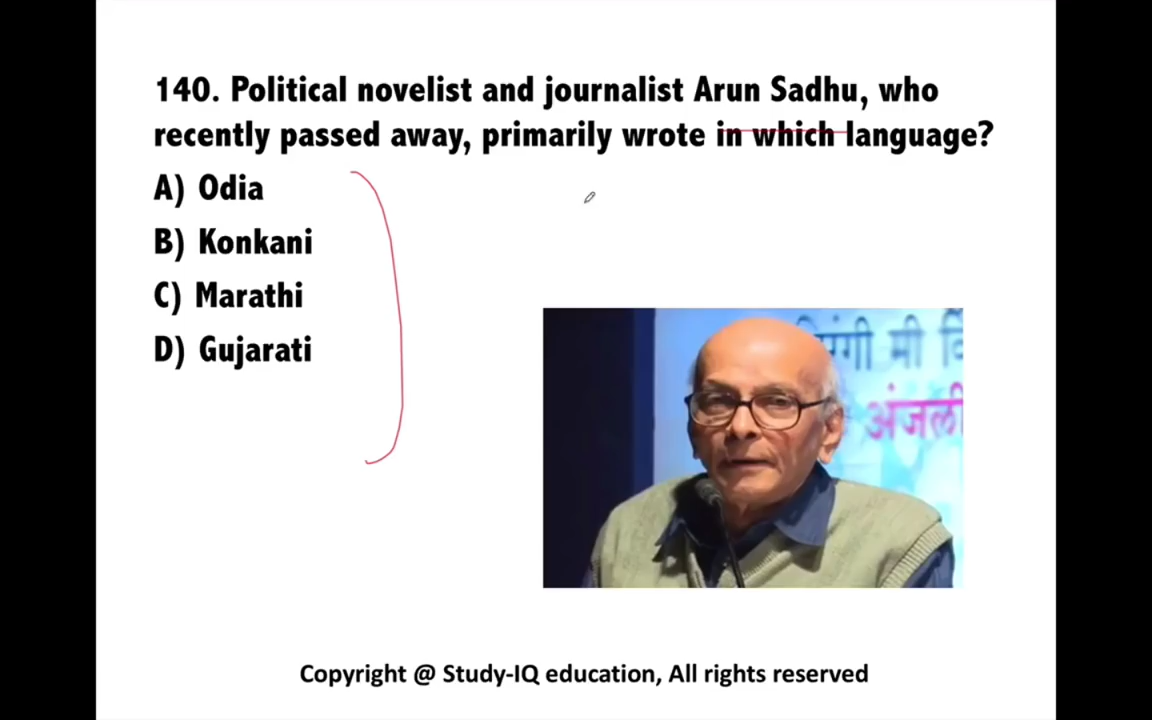 140. Political novelist and journalist Arun Sadhu, who
recently passed away, primarily wrote in which language?
A) Odia
B) Konkani
C) Marathi
D) Gujarati
अंजली
Copyright @ Study-IQ education, All rights reserved